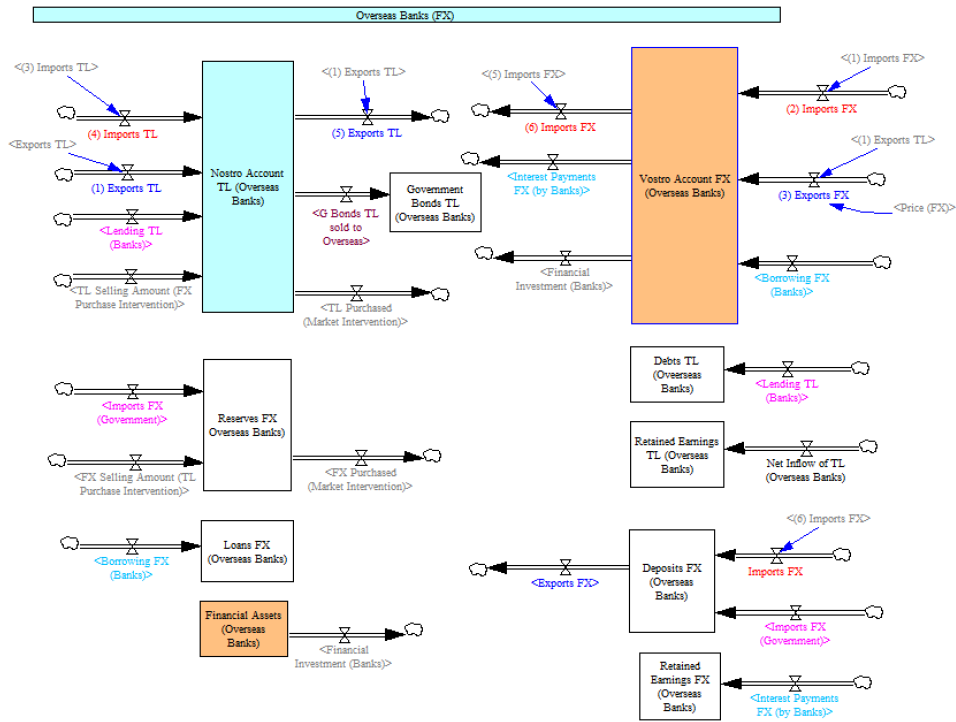 Overseas Banks (FX)
<(3) Imports TL>
(4) Imports TL
<Exports TL>
(1) Exports TL
<Lending TL
(Banks)>
<TL Selling Amount (FX
Purchase Intervention)>
Nostro Account
TL (Overseas
Banks)
<(1) Exports TL>
(5) Exports TL
<G Bonds TL
sold to
Overseas>
Government
Bonds TL
(Overseas Banks)
<TL Purchased
(Market Intervention)>
<(5) Imports FX>
(6) Imports FX
<Interest Payments
FX (by Banks)>
<Financial
Investment (Banks)>
Vostro Account FX
(Overseas Banks)
<(1) Imports FX>
(2) Imports FX
<(1) Exports TL>
(3) Exports FX
<Price (FX)>
<Borrowing FX
(Banks)>
<Imports FX
(Government)>
<FX Selling Amount (TL
Purchase Intervention)>
Reserves FX
Overseas Banks)
<FX Purchased
(Market Intervention)>
Debts TL
(Oveerseas
Banks)
<Lending TL
(Banks)>
Retained Earnings
TL (Overseas
Banks)
Net Inflow of TL
(Overseas Banks)
<Borrowing FX
(Banks)>
Loans FX
(Overseas Banks)
Financial Assets
(Overseas
Banks)
<Financial
Investment (Banks)>
<Exports FX>
Deposits FX
(Overseas
Banks)
<(6) Imports FX>
Imports FX
<Imports FX
(Government)>
Retained
Earnings FX
(Overseas
Banks)
<Interest Payments
FX (by Banks)>